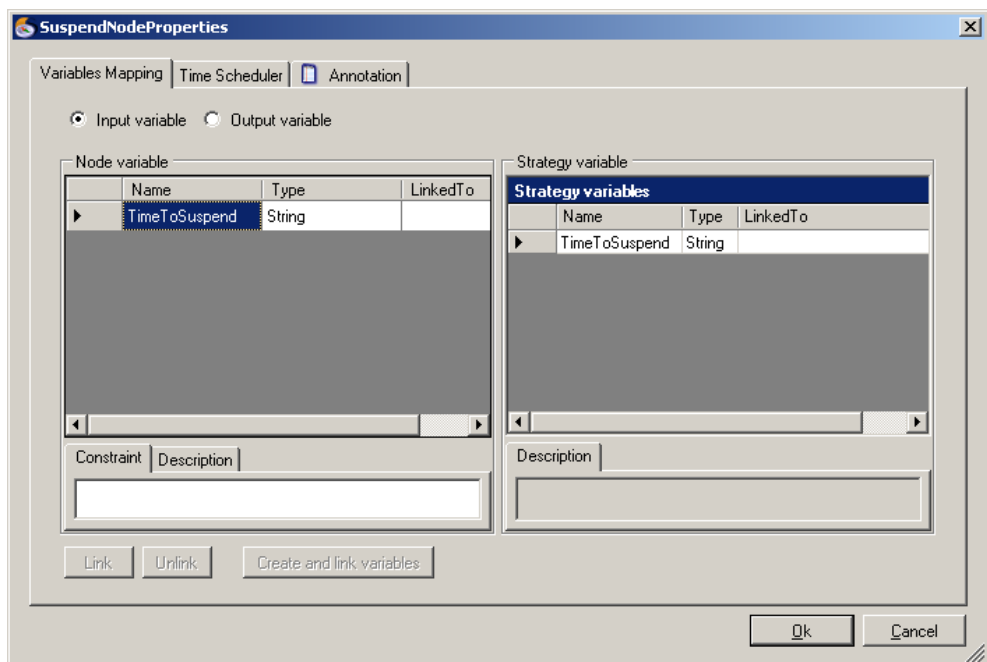 SuspendNodeProperties
Variables Mapping Time Scheduler Annotation
Input variable Output variable
Node variable
Name Type LinkedTo
TimeToSuspend String
Constraint Description
Strategy variable
Strategy variables
Name Type LinkedTo
TimeToSuspend String
Description
Link Unlink Create and link variables
Ok Cancel